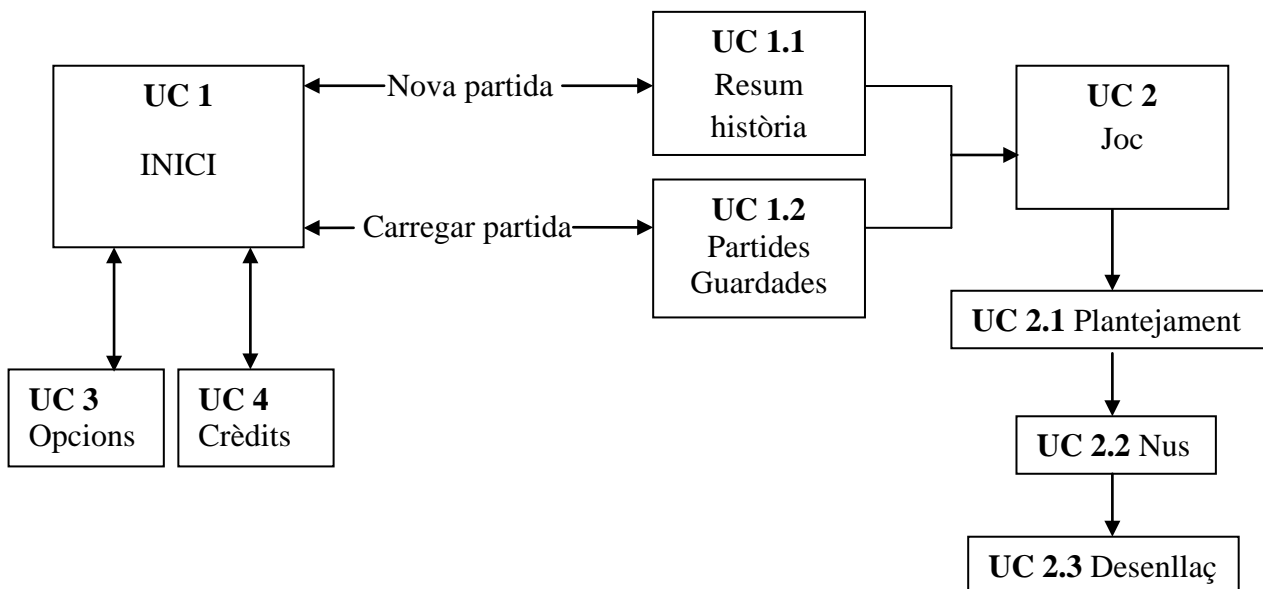 UC 1
INICI
Nova partida
Carregar partida
UC 1.1
Resum
història
UC 1.2
Partides
Guardades
UC 2
Joc
UC 2.1 Plantejament
UC 2.2 Nus
UC 2.3 Desenllaç
UC 3
Opcions
UC 4
Crèdits